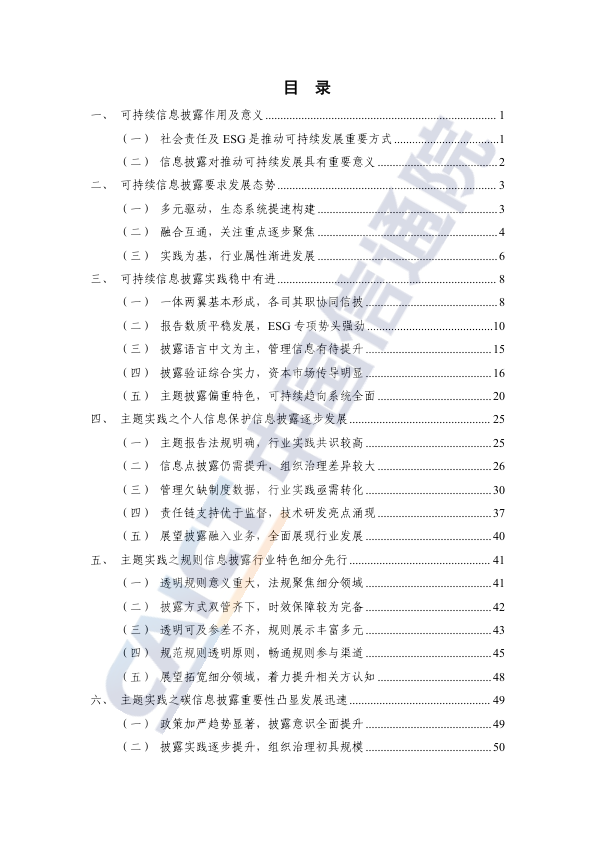 目 录
一、 可持续信息披露作用及意义 1
（一） 社会责任及 ESG 是推动可持续发展重要方式 1
（二） 信息披露对推动可持续发展具有重要意义 2
二、 可持续信息披露要求发展态势 3
（一） 多元驱动，生态系统提速构建 3
（二） 融合互通，关注重点逐步聚焦 4
（三） 实践为基，行业属性渐进发展 6
三、 可持续信息披露实践稳中有进 8
（一） 一体两翼基本形成，各司其职协同信披 8
（二） 报告数质平稳发展，ESG 专项势头强劲 10
（三） 披露语言中文为主，管理信息有待提升 15
（四） 披露验证综合实力，资本市场传导明显 16
（五） 主题披露偏重特色，可持续趋向系统全面 20
四、 主题实践之个人信息保护信息披露逐步发展 25
（一） 主题报告法规明确，行业实践共识较高 25
（二） 信息点披露仍需提升，组织治理差异较大 26
（三） 管理欠缺制度数据，行业实践亟需转化 30
（四） 责任链支持优于监督，技术研发亮点涌现 37
（五） 展望披露融入业务，全面展现行业发展 40
五、 主题实践之规则信息披露行业特色细分先行 41
（一） 透明规则意义重大，法规聚焦细分领域 41
（二） 披露方式双管齐下，时效保障较为完备 42
（三） 透明可及参差不齐，规则展示丰富多元 43
（四） 规范规则透明原则，畅通规则参与渠道 45
（五） 展望拓宽细分领域，着力提升相关方认知 48
六、 主题实践之碳信息披露重要性凸显发展迅速 49
（一） 政策加严趋势显著，披露意识全面提升 49
（二） 披露实践逐步提升，组织治理初具规模 50
CAICT 中国信通院